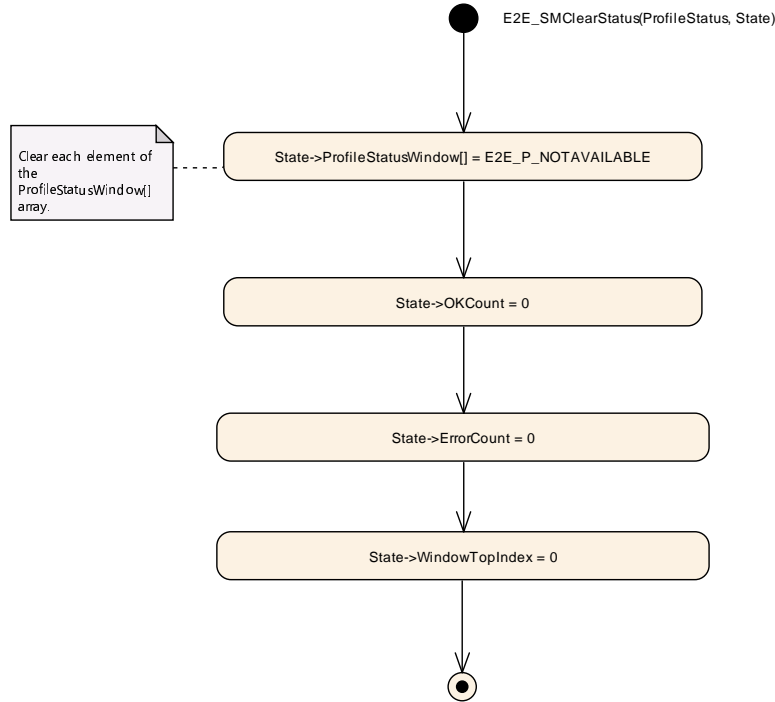 E2E_SMClearStatus(ProfileStatus, State)
Clear each element of
the
ProfileStatusWindow[]
array.
State->ProfileStatusWindow[] = E2E_P_NOTAVAILABLE
State->OKCount = 0
State->ErrorCount = 0
State->WindowTopIndex = 0